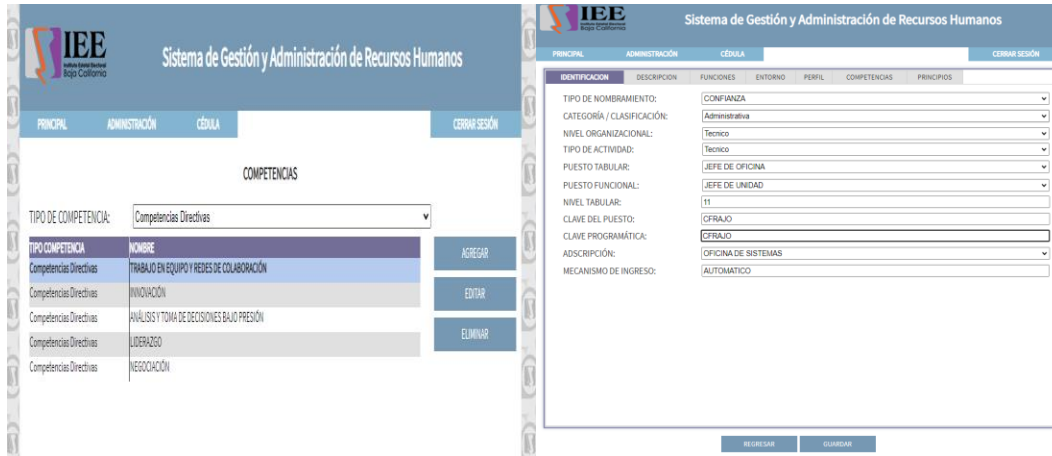 IEE
Instituto Estatal Electoral
Baja California
Sistema de Gestión y Administración de Recursos Humanos
PRINCIPAL ADMINISTRACIÓN CÉDULA CERRAR SESIÓN
COMPETENCIAS
TIPO DE COMPETENCIA: Competencias Directivas
TIPO COMPETENCIA NOMBRE
Competencias Directivas TRABAJO EN EQUIPO Y REDES DE COLABORACIÓN
Competencias Directivas INNOVACIÓN
Competencias Directivas ANÁLISIS Y TOMA DE DECISIONES BAJO PRESIÓN
Competencias Directivas LIDERAZGO
Competencias Directivas NEGOCIACIÓN
AGREGAR
EDITAR
ELIMINAR
IEE
Instituto Estatal Electoral
Baja California
Sistema de Gestión y Administración de Recursos Humanos
PRINCIPAL ADMINISTRACIÓN CÉDULA CERRAR SESIÓN
IDENTIFICACION DESCRIPCION FUNCIONES ENTORNO PERFIL COMPETENCIAS PRINCIPIOS
TIPO DE NOMBRAMIENTO: CONFIANZA
CATEGORÍA / CLASIFICACIÓN: Administrativa
NIVEL ORGANIZACIONAL: Tecnico
TIPO DE ACTIVIDAD: Tecnico
PUESTO TABULAR: JEFE DE OFICINA
PUESTO FUNCIONAL: JEFE DE UNIDAD
NIVEL TABULAR: 11
CLAVE DEL PUESTO: CFRAJO
CLAVE PROGRAMÁTICA: CFRAJO
ADSCRIPCIÓN: OFICINA DE SISTEMAS
MECANISMO DE INGRESO: AUTOMATICO
REGRESAR GUARDAR